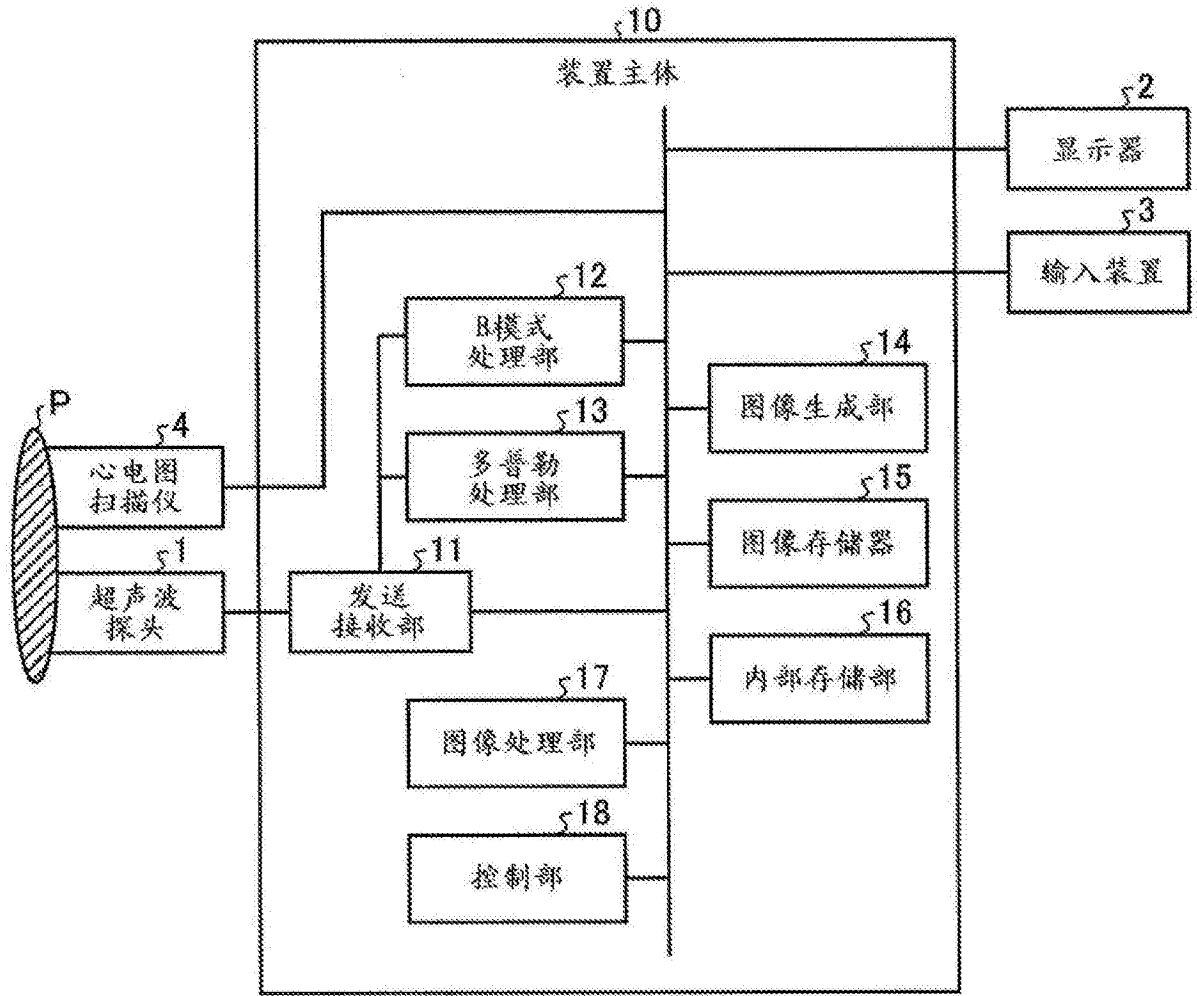 10
装置主体
2
显示器
3
输入装置
12
B模式
处理部
14
图像生成部
P
4
心电图
扫描仪
13
多普勒
处理部
15
图像存储器
1
超声波
探头
11
发送
接收部
16
内部存储部
17
图像处理部
18
控制部